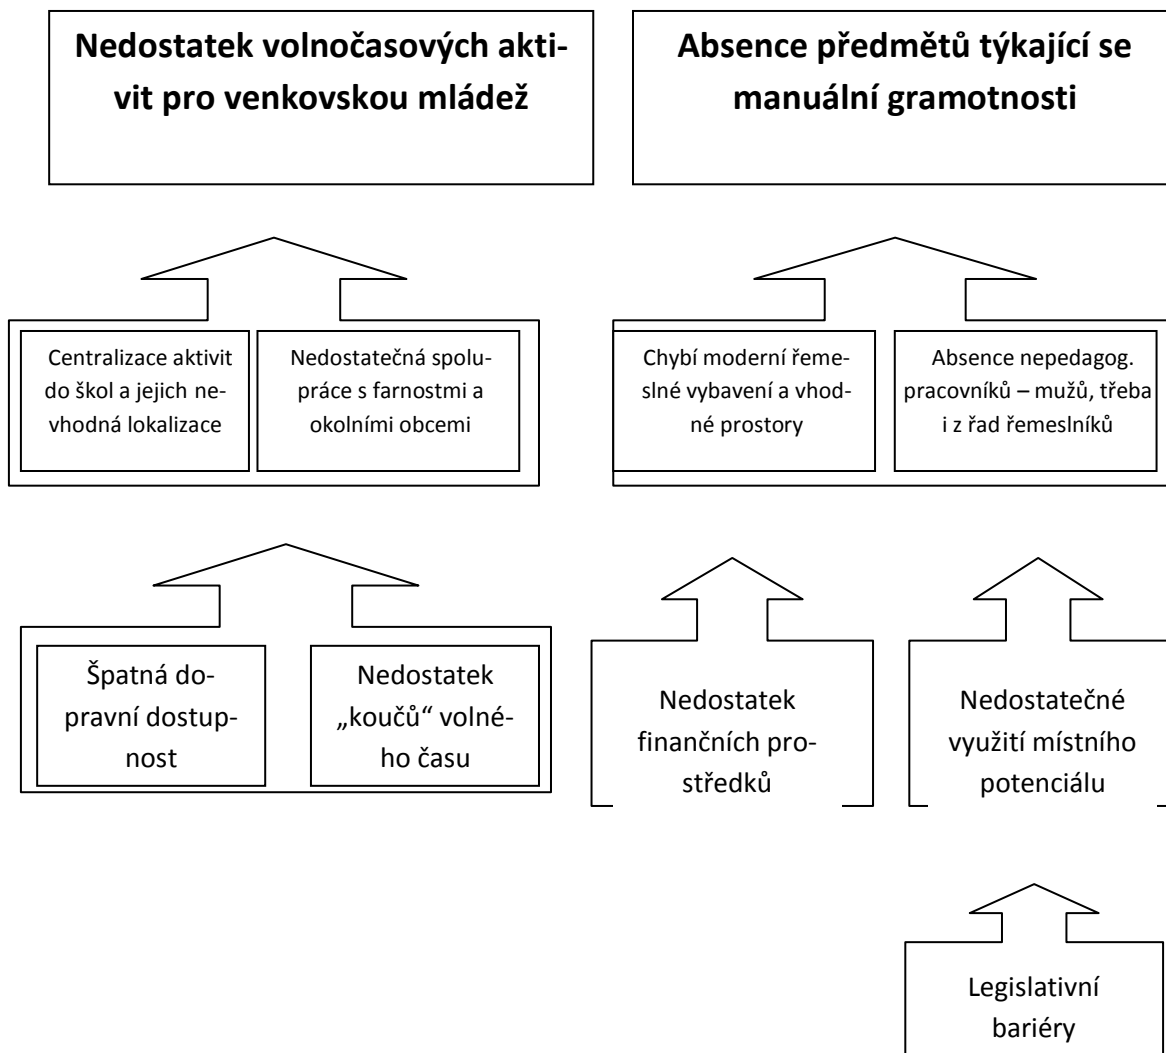 Nedostatek volnočasových akti-
vit pro venkovskou mládež
Absence předmětů týkající se
manuální gramotnosti
Centralizace aktivit
do škol a jejich ne-
vhodná lokalizace
Nedostatečná spolu-
práce s farnostmi a
okolními obcemi
Chybí moderní řeme-
slné vybavení a vhod-
né prostory
Absence nepedagog.
pracovníků – mužů, třeba
i z řad řemeslníků
Špatná do-
pravní dostup-
nost
Nedostatek
„koučů“ volné-
ho času
Nedostatek
finančních pro-
středků
Nedostatečné
využití místního
potenciálu
Legislativní
bariéry